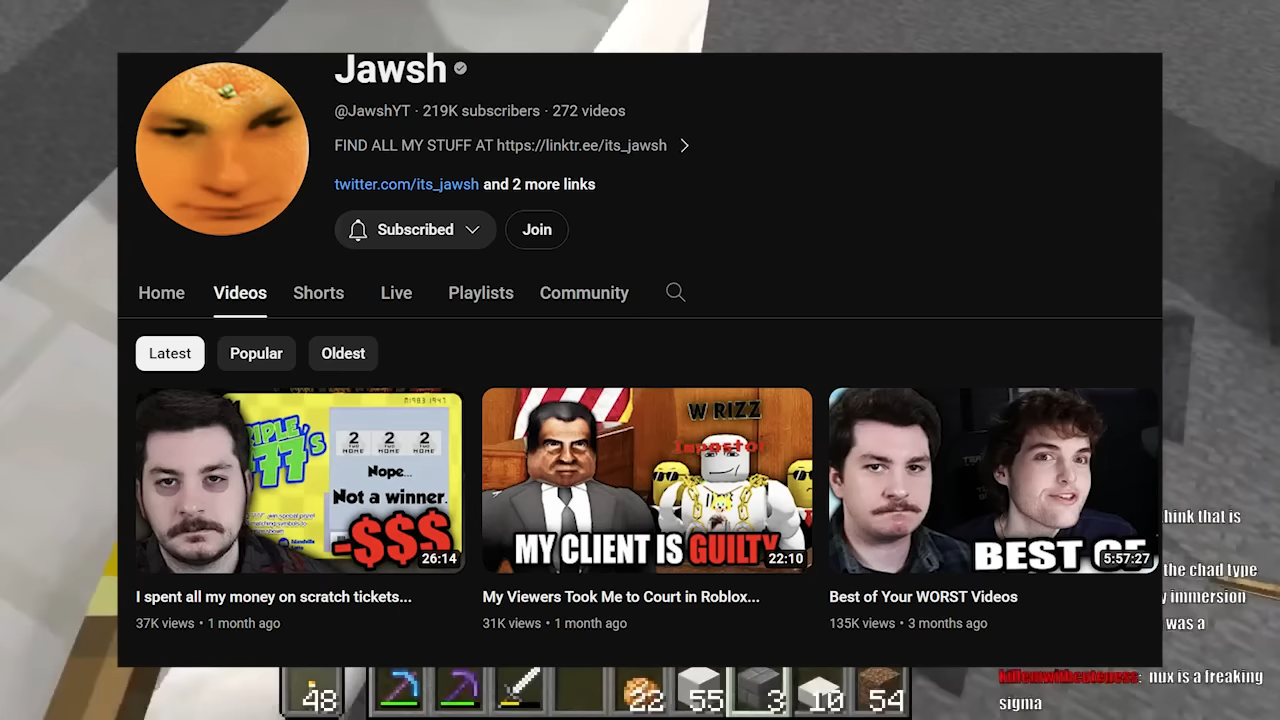 Jawsh
@JawshYT · 219K subscribers · 272 videos
FIND ALL MY STUFF AT https://linktr.ee/its_jawsh
twitter.com/its_jawsh and 2 more links
Subscribed
Join
Home
Videos
Shorts
Live
Playlists
Community
Latest
Popular
Oldest
2 2 2
Nope...
Not a winner.
-$$$
26:14
W RIZZ
Impostor
MY CLIENT IS GUILTY
22:10
BEST OF
5:57:27
I spent all my money on scratch tickets...
37K views • 1 month ago
My Viewers Took Me to Court in Roblox...
31K views • 1 month ago
Best of Your WORST Videos
135K views • 3 months ago
hink that is
the chad type
y immersion
was a
killemwithcuteness: nux is a freaking
sigma
48
22
55
3
10
54